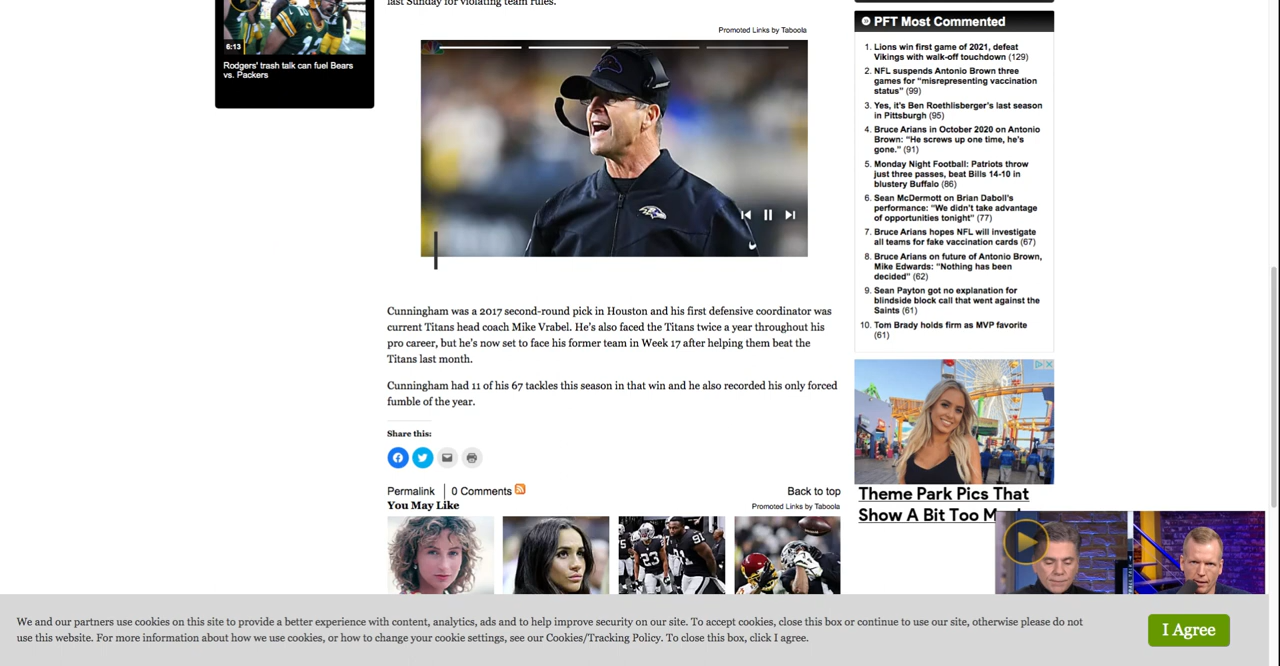 last Sunday for violating team rules.
6:13
Rodgers' trash talk can fuel Bears
vs. Packers
Promoted Links by Taboola
Cunningham was a 2017 second-round pick in Houston and his first defensive coordinator was
current Titans head coach Mike Vrabel. He's also faced the Titans twice a year throughout his
pro career, but he's now set to face his former team in Week 17 after helping them beat the
Titans last month.
Cunningham had 11 of his 67 tackles this season in that win and he also recorded his only forced
fumble of the year.
Share this:
Permalink
0 Comments
Back to top
You May Like
Promoted Links by Taboola
23
91
PFT Most Commented
1. Lions win first game of 2021, defeat
Vikings with walk-off touchdown (129)
2. NFL suspends Antonio Brown three
games for “misrepresenting vaccination
status” (99)
3. Yes, it's Ben Roethlisberger's last season
in Pittsburgh (95)
4. Bruce Arians in October 2020 on Antonio
Brown: “He screws up one time, he's
gone.” (91)
5. Monday Night Football: Patriots throw
just three passes, beat Bills 14-10 in
blustery Buffalo (86)
6. Sean McDermott on Brian Daboll's
performance: “We didn't take advantage
of opportunities tonight” (77)
7. Bruce Arians hopes NFL will investigate
all teams for fake vaccination cards (67)
8. Bruce Arians on future of Antonio Brown,
Mike Edwards: “Nothing has been
decided” (62)
9. Sean Payton got no explanation for
blindside block call that went against the
Saints (61)
10. Tom Brady holds firm as MVP favorite
(61)
Theme Park Pics That
Show A Bit Too
We and our partners use cookies on this site to provide a better experience with content, analytics, ads and to help improve security on our site. To accept cookies, close this box or continue to use our site, otherwise please do not
use this website. For more information about how we use cookies, or how to change your cookie settings, see our Cookies/Tracking Policy. To close this box, click I agree.
I Agree